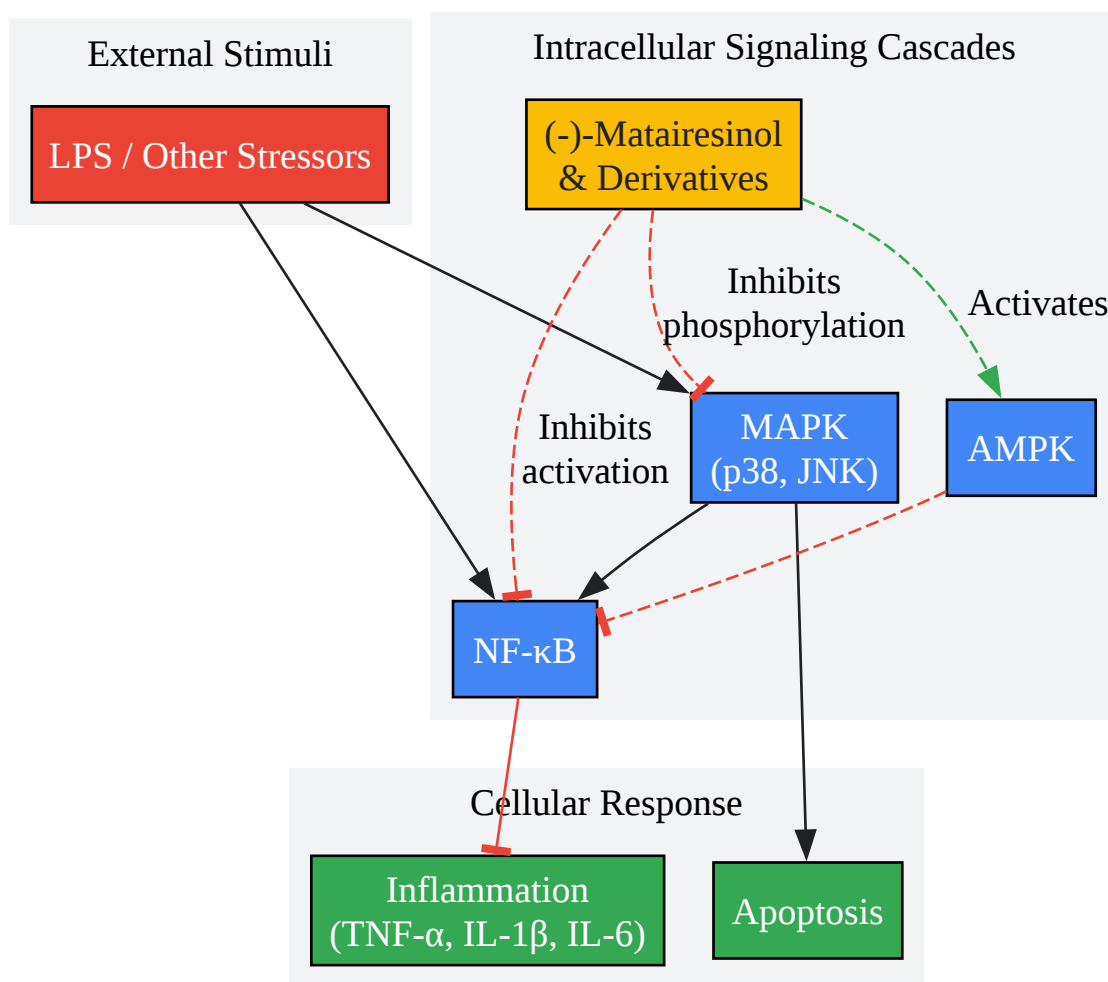 External Stimuli
LPS / Other Stressors
Intracellular Signaling Cascades
(-)-Matairesinol
& Derivatives
Inhibits
phosphorylation
Activates
Inhibits
activation
MAPK
(p38, JNK)
AMPK
NF-κB
Cellular Response
Inflammation
(TNF-α, IL-1β, IL-6)
Apoptosis